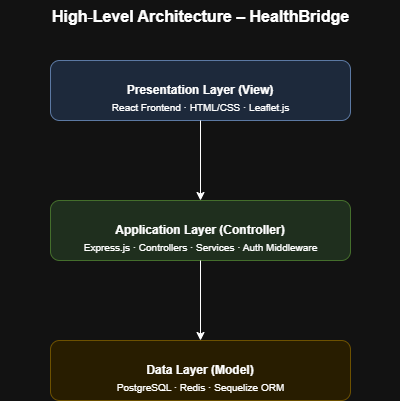 High-Level Architecture – HealthBridge
Presentation Layer (View)
React Frontend · HTML/CSS · Leaflet.js
Application Layer (Controller)
Express.js · Controllers · Services · Auth Middleware
Data Layer (Model)
PostgreSQL · Redis · Sequelize ORM